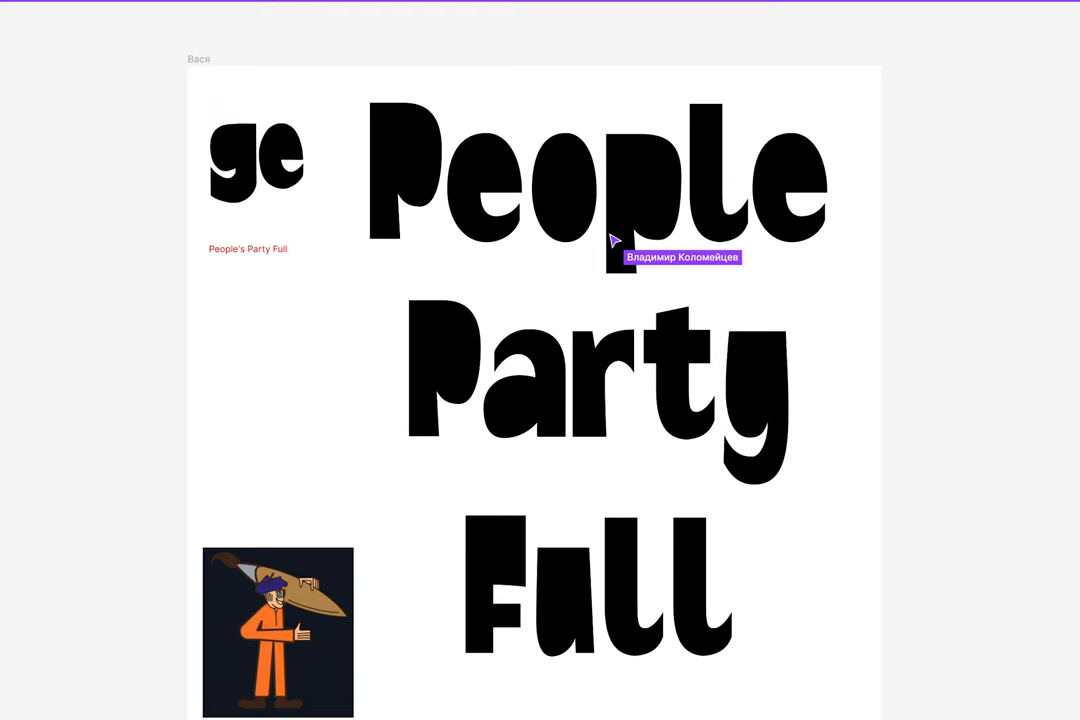 Вася
ge
People's Party Full
People
Владимир Коломейцев
Party
Full